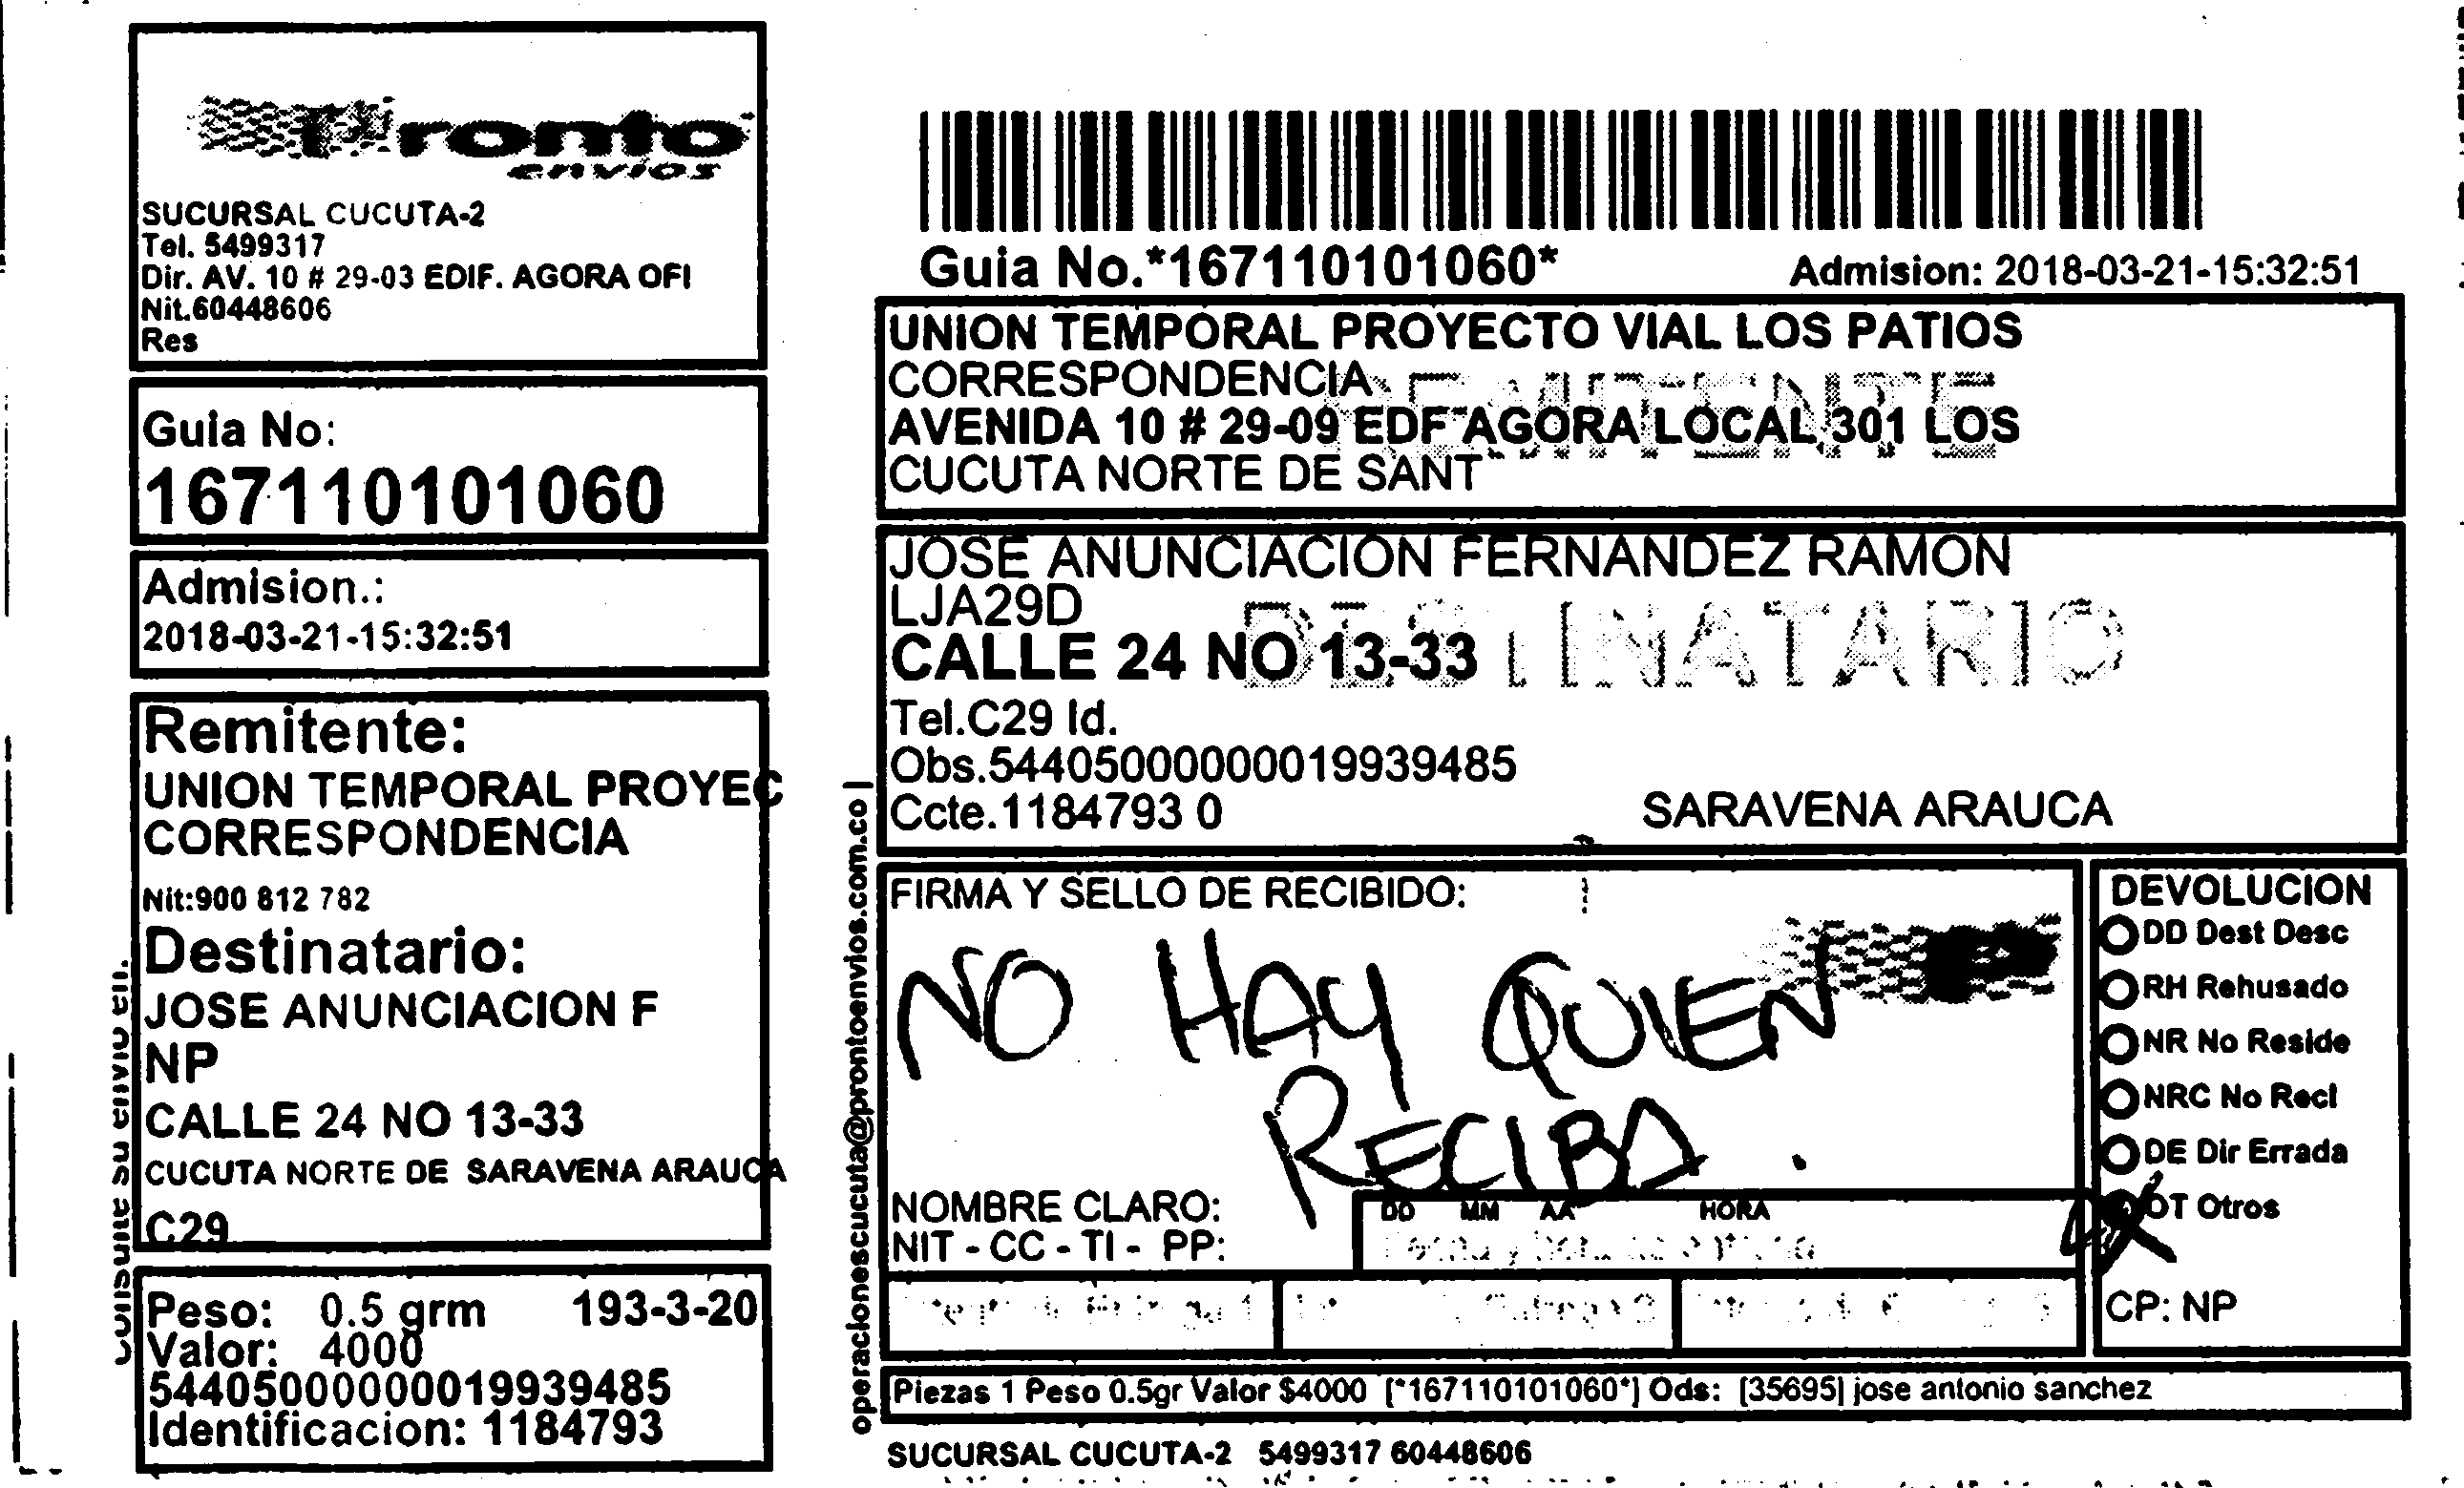 Pronto
envios
SUCURSAL CUCUTA-2
Tel. 5499317
Dir. AV. 10 # 29-03 EDIF. AGORA OFI
Nit.60448606
Res
Guia No:
167110101060
Admision.:
2018-03-21-15:32:51
Remitente:
UNION TEMPORAL PROYEC
CORRESPONDENCIA
Nit:900 812 782
Destinatario:
JOSE ANUNCIACION F
NP
CALLE 24 NO 13-33
CUCUTA NORTE DE SARAVENA ARAUCA
C29
Peso: 0.5 grm 193-3-20
Valor: 4000
544050000000019939485
Identificacion: 1184793
Consulte su envio en.
operacionescucuta@prontoenvios.com.co |
Guia No.*167110101060*
Admision: 2018-03-21-15:32:51
UNION TEMPORAL PROYECTO VIAL LOS PATIOS
CORRESPONDENCIA
REMITENTE
AVENIDA 10 # 29-09 EDF AGORA LOCAL 301 LOS
CUCUTA NORTE DE SANT
JOSE ANUNCIACION FERNANDEZ RAMON
LJA29D
DESTINATARIO
CALLE 24 NO 13-33
Tel.C29 Id.
Obs.544050000000019939485
Ccte.1184793 0
SARAVENA ARAUCA
FIRMA Y SELLO DE RECIBIDO:
NO HAY QUIEN
RECIBA.
NOMBRE CLARO:
NIT - CC - TI - PP:
DD MM AA HORA
DEVOLUCION
DD Dest Desc
RH Rehusado
NR No Reside
NRC No Recl
DE Dir Errada
OT Otros
CP: NP
Piezas 1 Peso 0.5gr Valor $4000 [*167110101060*] Ods: [35695] jose antonio sanchez
SUCURSAL CUCUTA-2 5499317 60448606